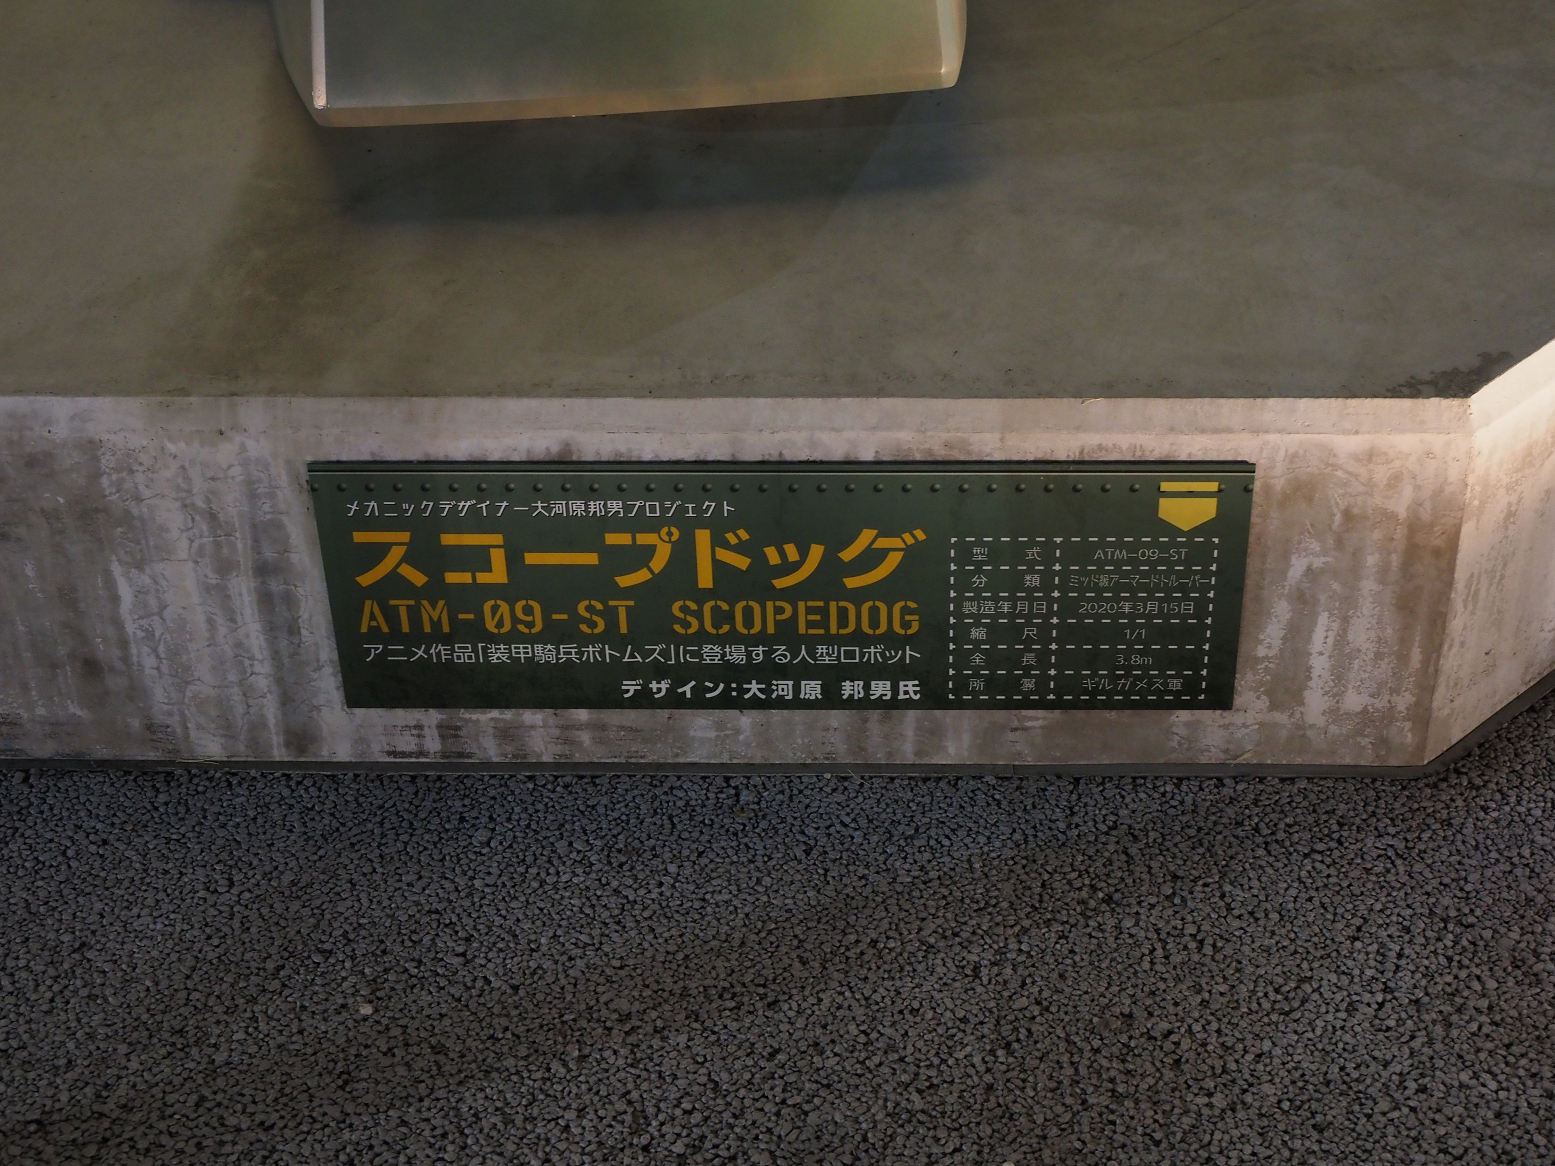 メカニックデザイナー大河原邦男プロジェクト
スコープドッグ
ATM-09-ST SCOPEDOG
アニメ作品「装甲騎兵ボトムズ」に登場する人型ロボット
デザイン:大河原 邦男氏
型式 ATM-09-ST
分類 ミッド級アーマードトルーパー
製造年月日 2020年3月15日
縮尺 1/1
全長 3.8m
所属 ギルガメス軍